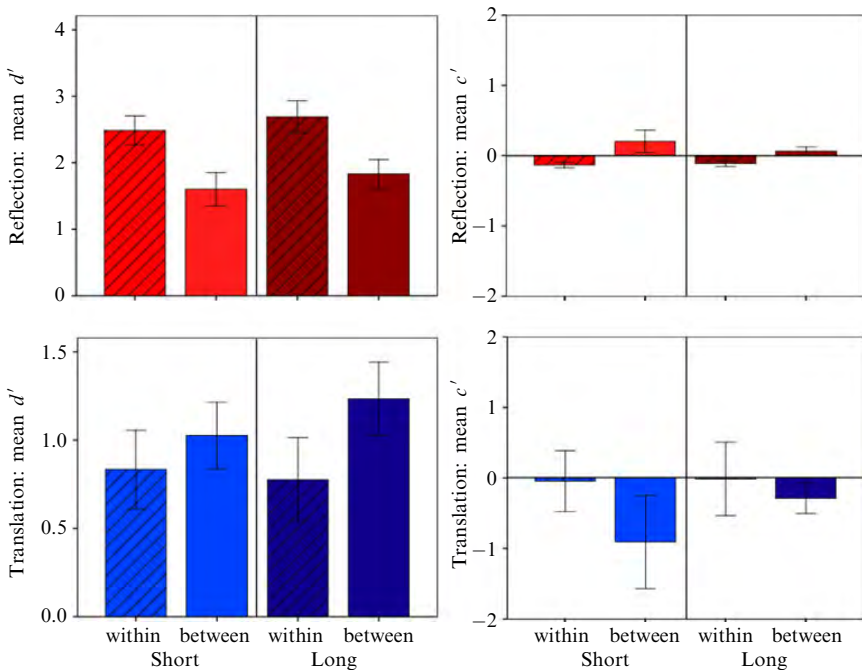 Reflection: mean d′
4
3
2
1
0
Reflection: mean c′
2
1
0
−1
−2
Translation: mean d′
1.5
1.0
0.5
0.0
within between within between
Short Long
Translation: mean c′
2
1
0
−1
−2
within between within between
Short Long